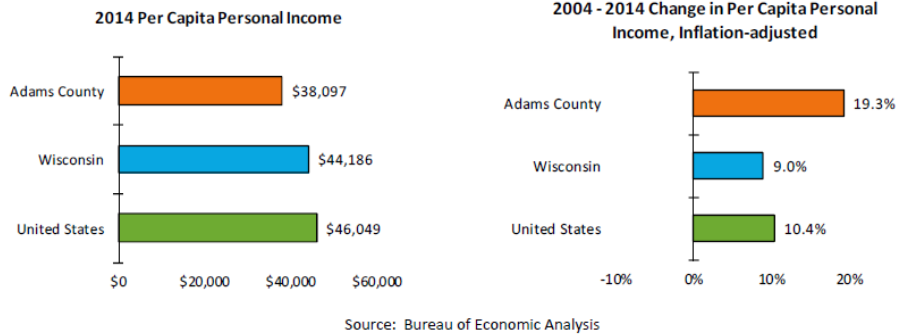 2014 Per Capita Personal Income
Adams County
$38,097
Wisconsin
$44,186
United States
$46,049
$0
$20,000
$40,000
$60,000
2004 - 2014 Change in Per Capita Personal
Income, Inflation-adjusted
Adams County
19.3%
Wisconsin
9.0%
United States
10.4%
-10%
0%
10%
20%
Source: Bureau of Economic Analysis